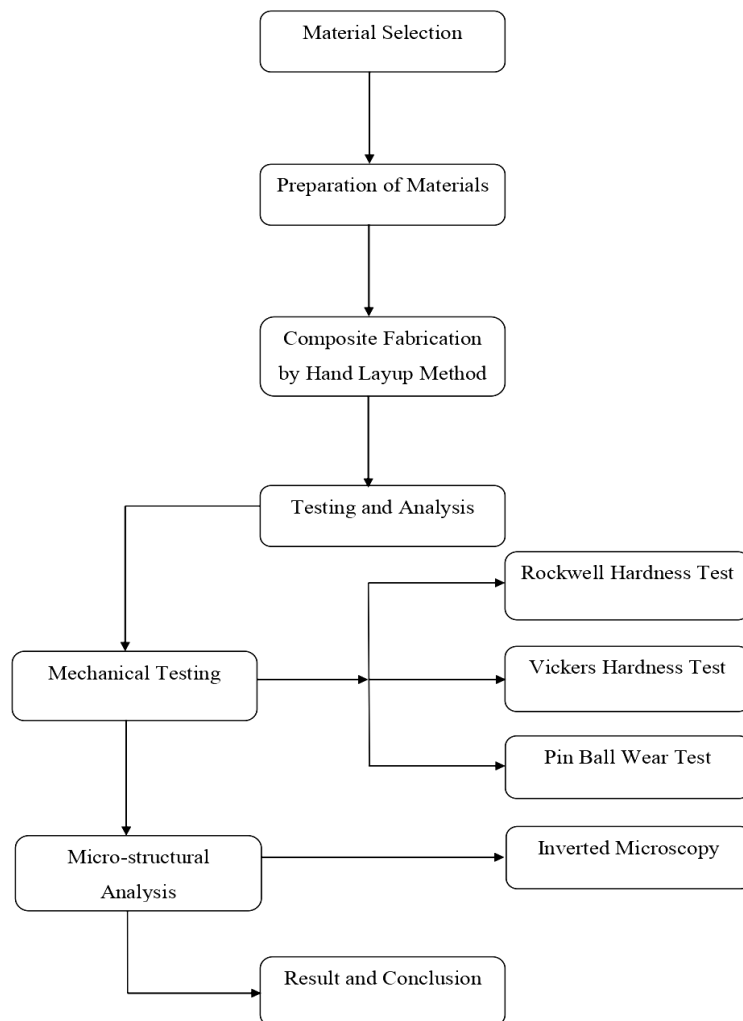 Material Selection
Preparation of Materials
Composite Fabrication
by Hand Layup Method
Testing and Analysis
Rockwell Hardness Test
Mechanical Testing
Vickers Hardness Test
Pin Ball Wear Test
Micro-structural
Analysis
Inverted Microscopy
Result and Conclusion